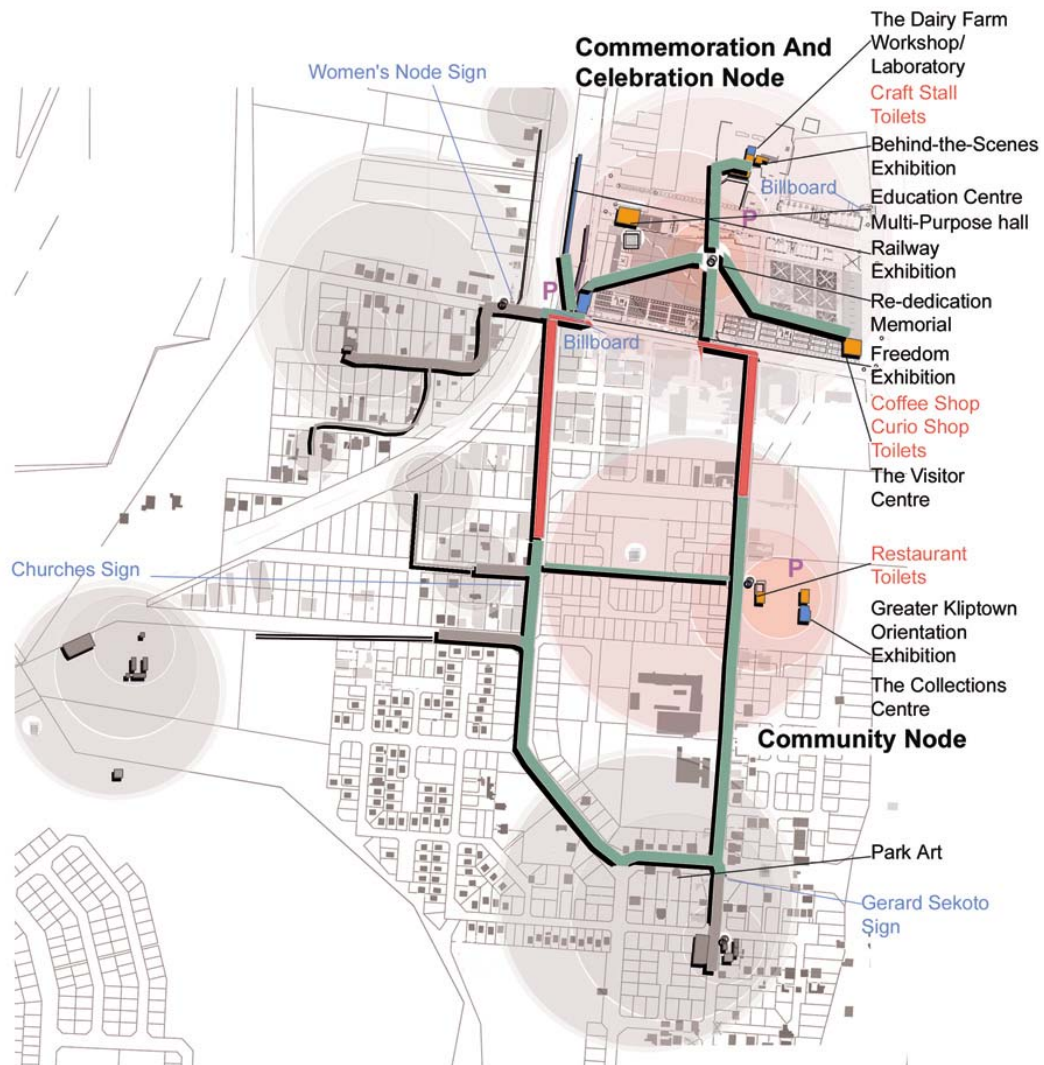 The Dairy Farm
Workshop/
Laboratory
Craft Stall
Toilets
Commemoration And
Celebration Node
Women's Node Sign
Behind-the-Scenes
Exhibition
Billboard
Education Centre
P
Multi-Purpose hall
Railway
Exhibition
P
Re-dedication
Memorial
Billboard
Freedom
Exhibition
Coffee Shop
Curio Shop
Toilets
The Visitor
Centre
Churches Sign
Restaurant
Toilets
P
Greater Kliptown
Orientation
Exhibition
The Collections
Centre
Community Node
Park Art
Gerard Sekoto
Sign